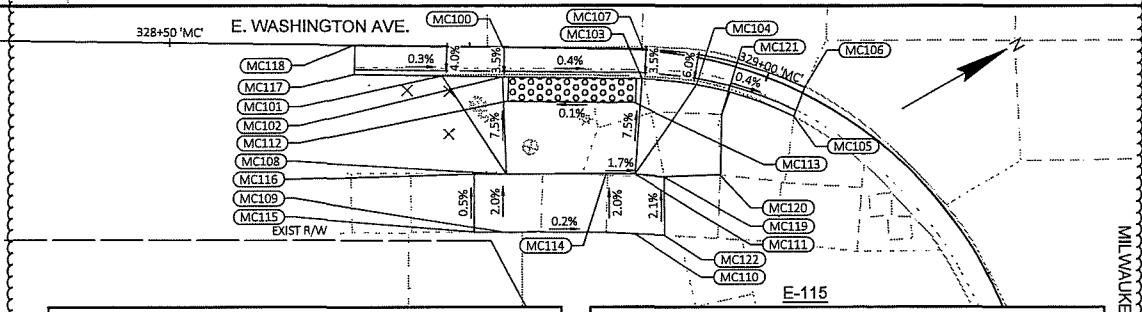 328+50 'MC'
E. WASHINGTON AVE.
MC100
MC107
MC103
MC104
MC121
MC106
N
MC118
MC117
MC101
MC102
MC112
MC108
MC116
MC109
MC115
EXIST R/W
0.3%
4.0%
3.5%
0.4%
3.5%
6.0%
329+00 'MC'
0.4%
0.1%
7.5%
7.5%
1.7%
0.5%
2.0%
2.0%
2.1%
0.2%
MC105
MC113
MC120
MC119
MC111
MC114
MC122
MC110
E-115
MILWAUKE